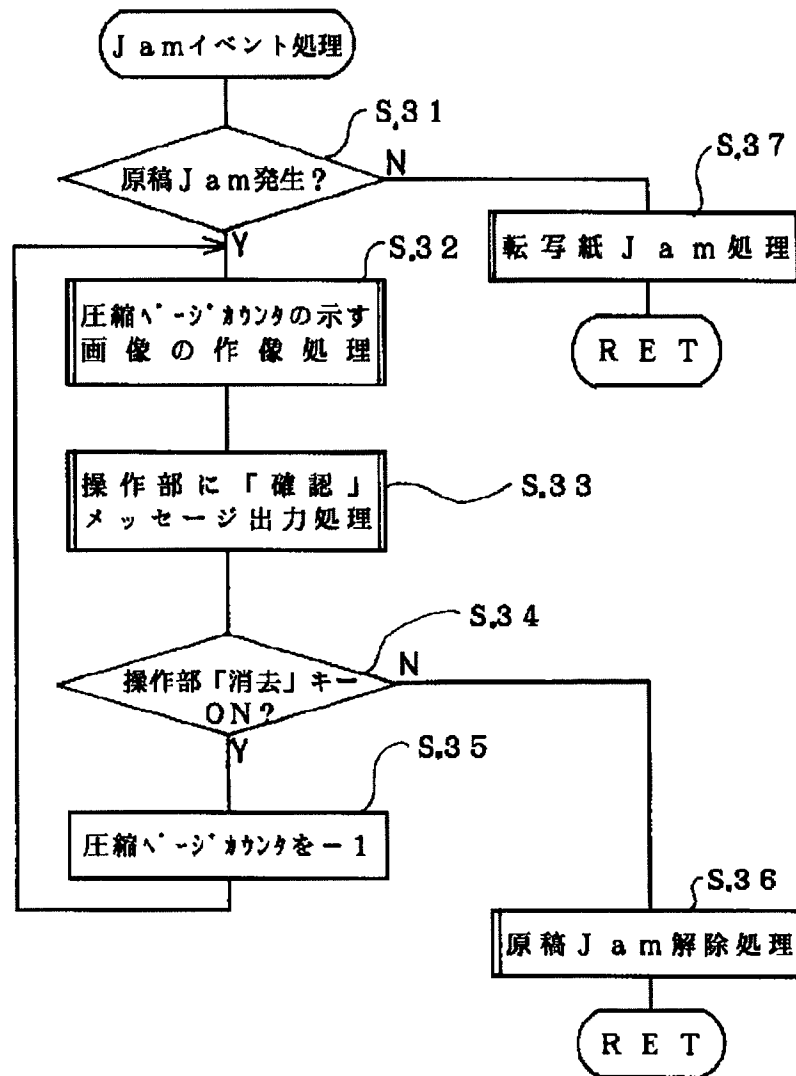 Ｊａｍイベント処理
S.31
原稿Ｊａｍ発生？
N
S.37
転写紙Ｊａｍ処理
RET
Y
S.32
圧縮ﾍﾟｰｼﾞｶｳﾝﾀの示す
画像の作像処理
操作部に「確認」
メッセージ出力処理
S.33
S.34
操作部「消去」キー
ON？
N
Y
S.35
圧縮ﾍﾟｰｼﾞｶｳﾝﾀを－１
S.36
原稿Ｊａｍ解除処理
RET